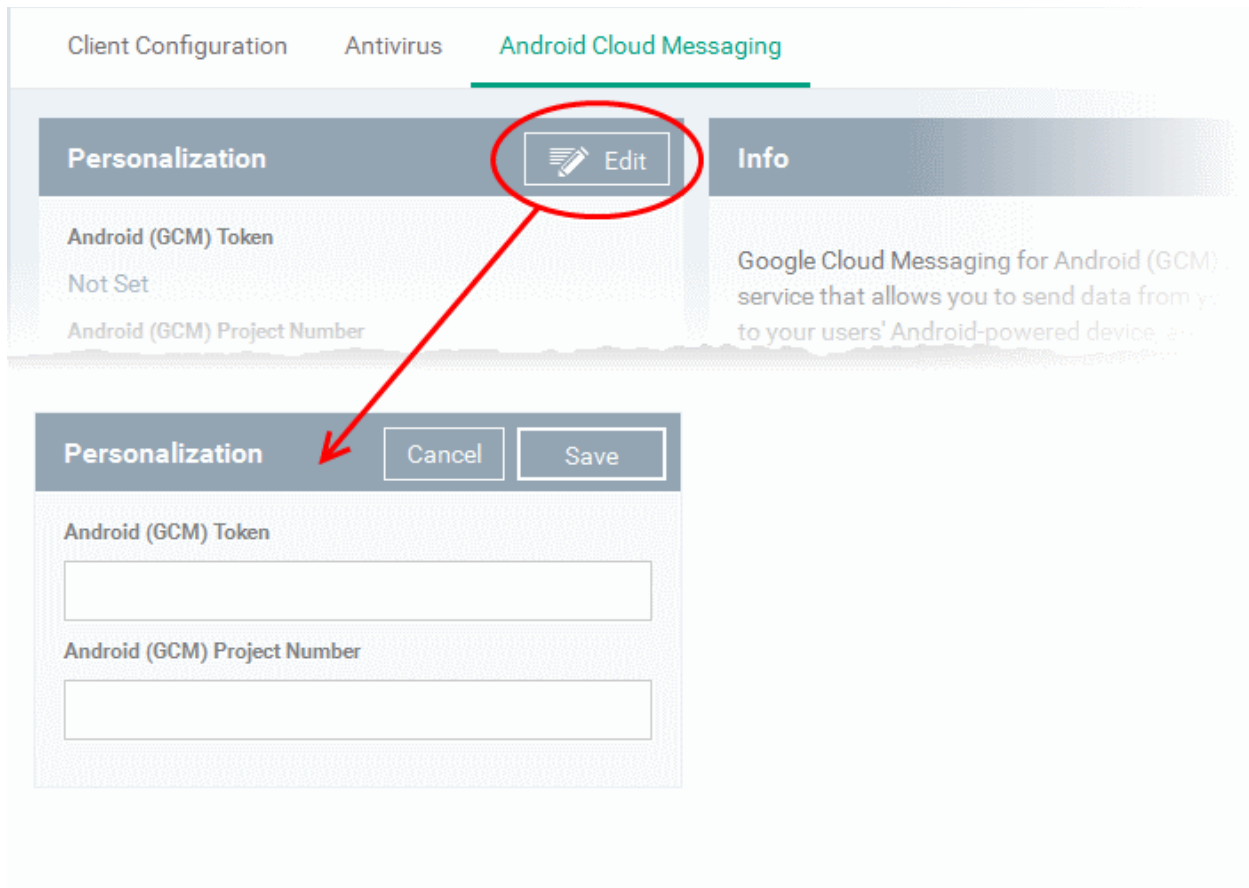 Client Configuration Antivirus Android Cloud Messaging
Personalization Edit Info
Android (GCM) Token
Not Set
Android (GCM) Project Number
Google Cloud Messaging for Android (GCM)
service that allows you to send data from
to your users' Android-powered device,
Personalization Cancel Save
Android (GCM) Token
Android (GCM) Project Number